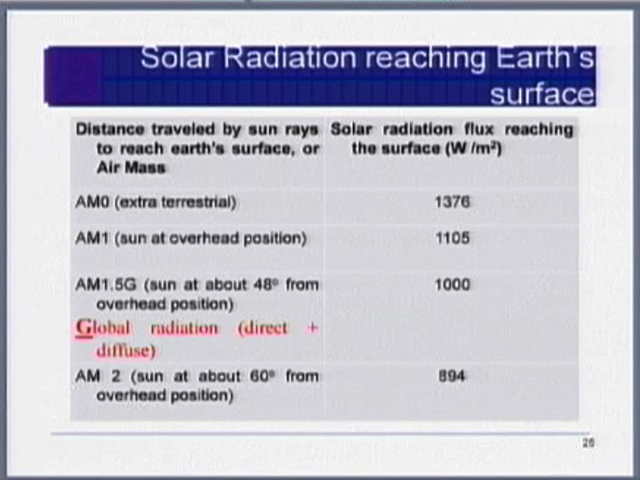 Solar Radiation reaching Earth's
surface
Distance traveled by sun rays
to reach earth's surface, or
Air Mass
Solar radiation flux reaching
the surface (W /m²)
AM0 (extra terrestrial)
1376
AM1 (sun at overhead position)
1105
AM1.5G (sun at about 48º from
overhead position)
1000
Global radiation (direct +
diffuse)
AM 2 (sun at about 60º from
overhead position)
894
26